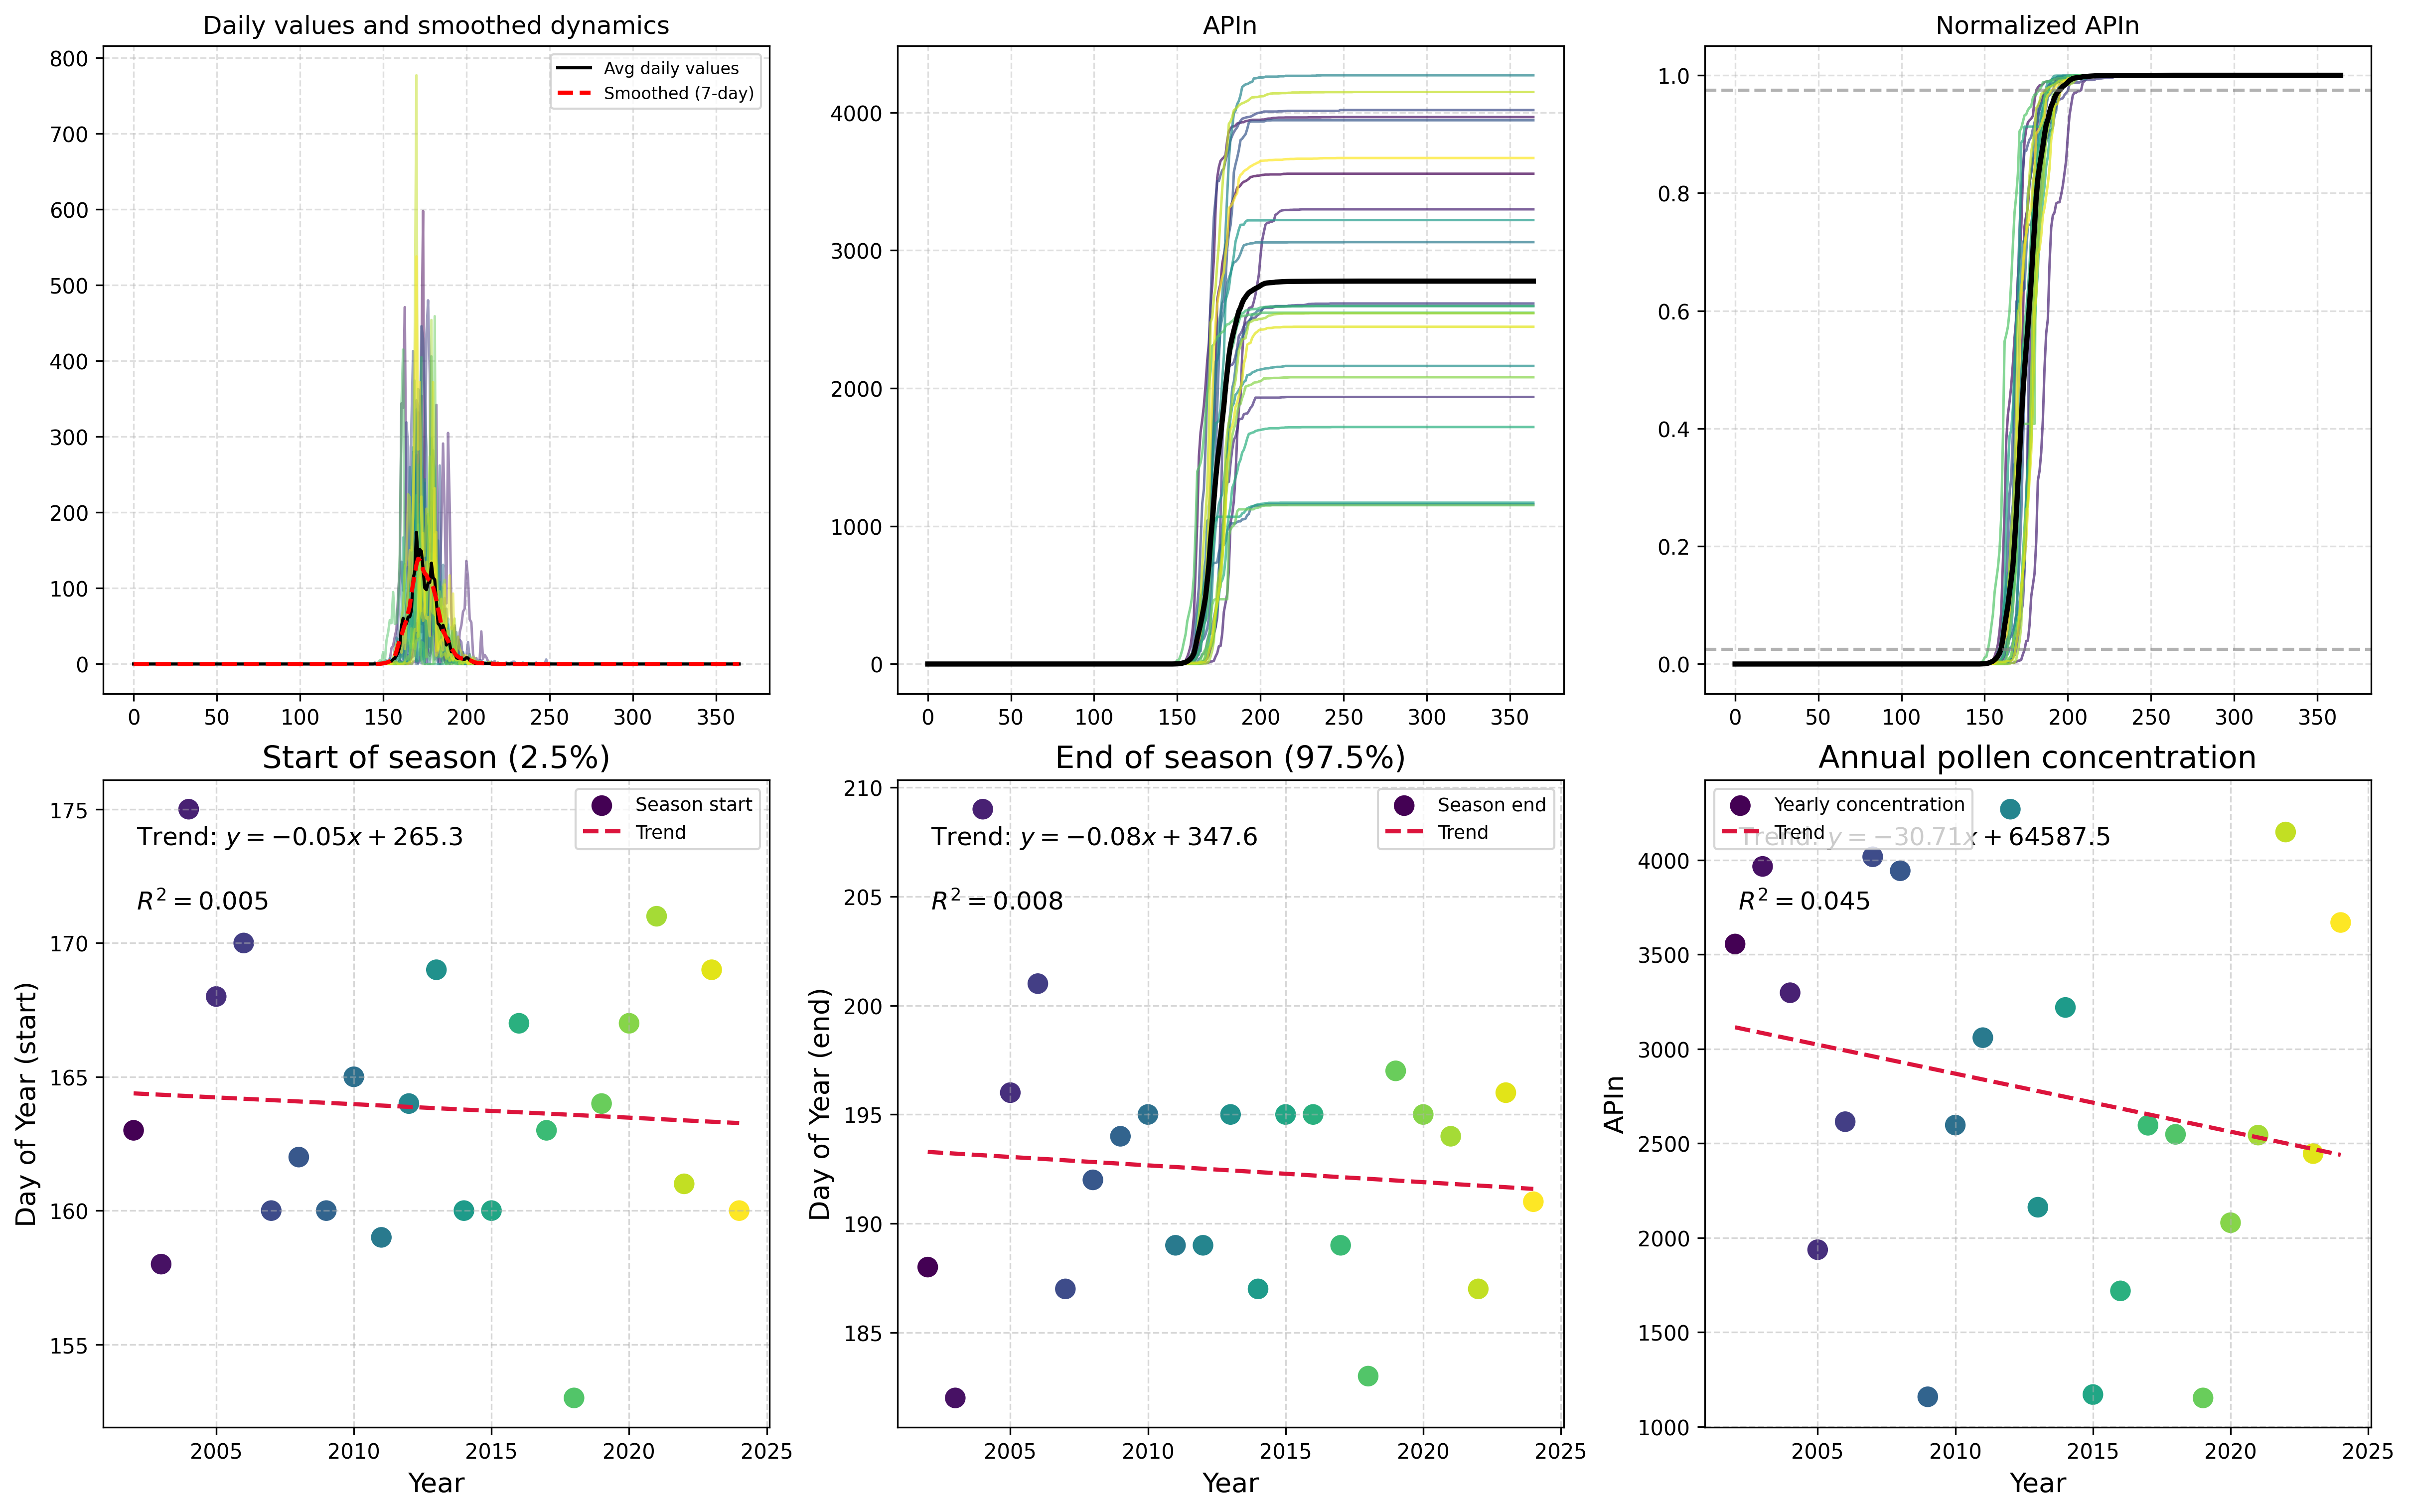 Daily values and smoothed dynamics
800
700
600
500
400
300
200
100
0
0 50 100 150 200 250 300 350
Avg daily values
Smoothed (7-day)
APIn
4000
3000
2000
1000
0
0 50 100 150 200 250 300 350
Normalized APIn
1.0
0.8
0.6
0.4
0.2
0.0
0 50 100 150 200 250 300 350
Start of season (2.5%)
Day of Year (start)
175
170
165
160
155
Trend: y = −0.05x + 265.3
R² = 0.005
Season start
Trend
2005 2010 2015 2020 2025
Year
End of season (97.5%)
Day of Year (end)
210
205
200
195
190
185
Trend: y = −0.08x + 347.6
R² = 0.008
Season end
Trend
2005 2010 2015 2020 2025
Year
Annual pollen concentration
APIn
4000
3500
3000
2500
2000
1500
1000
Yearly concentration
Trend
Trend: y = −30.71x + 64587.5
R² = 0.045
2005 2010 2015 2020 2025
Year